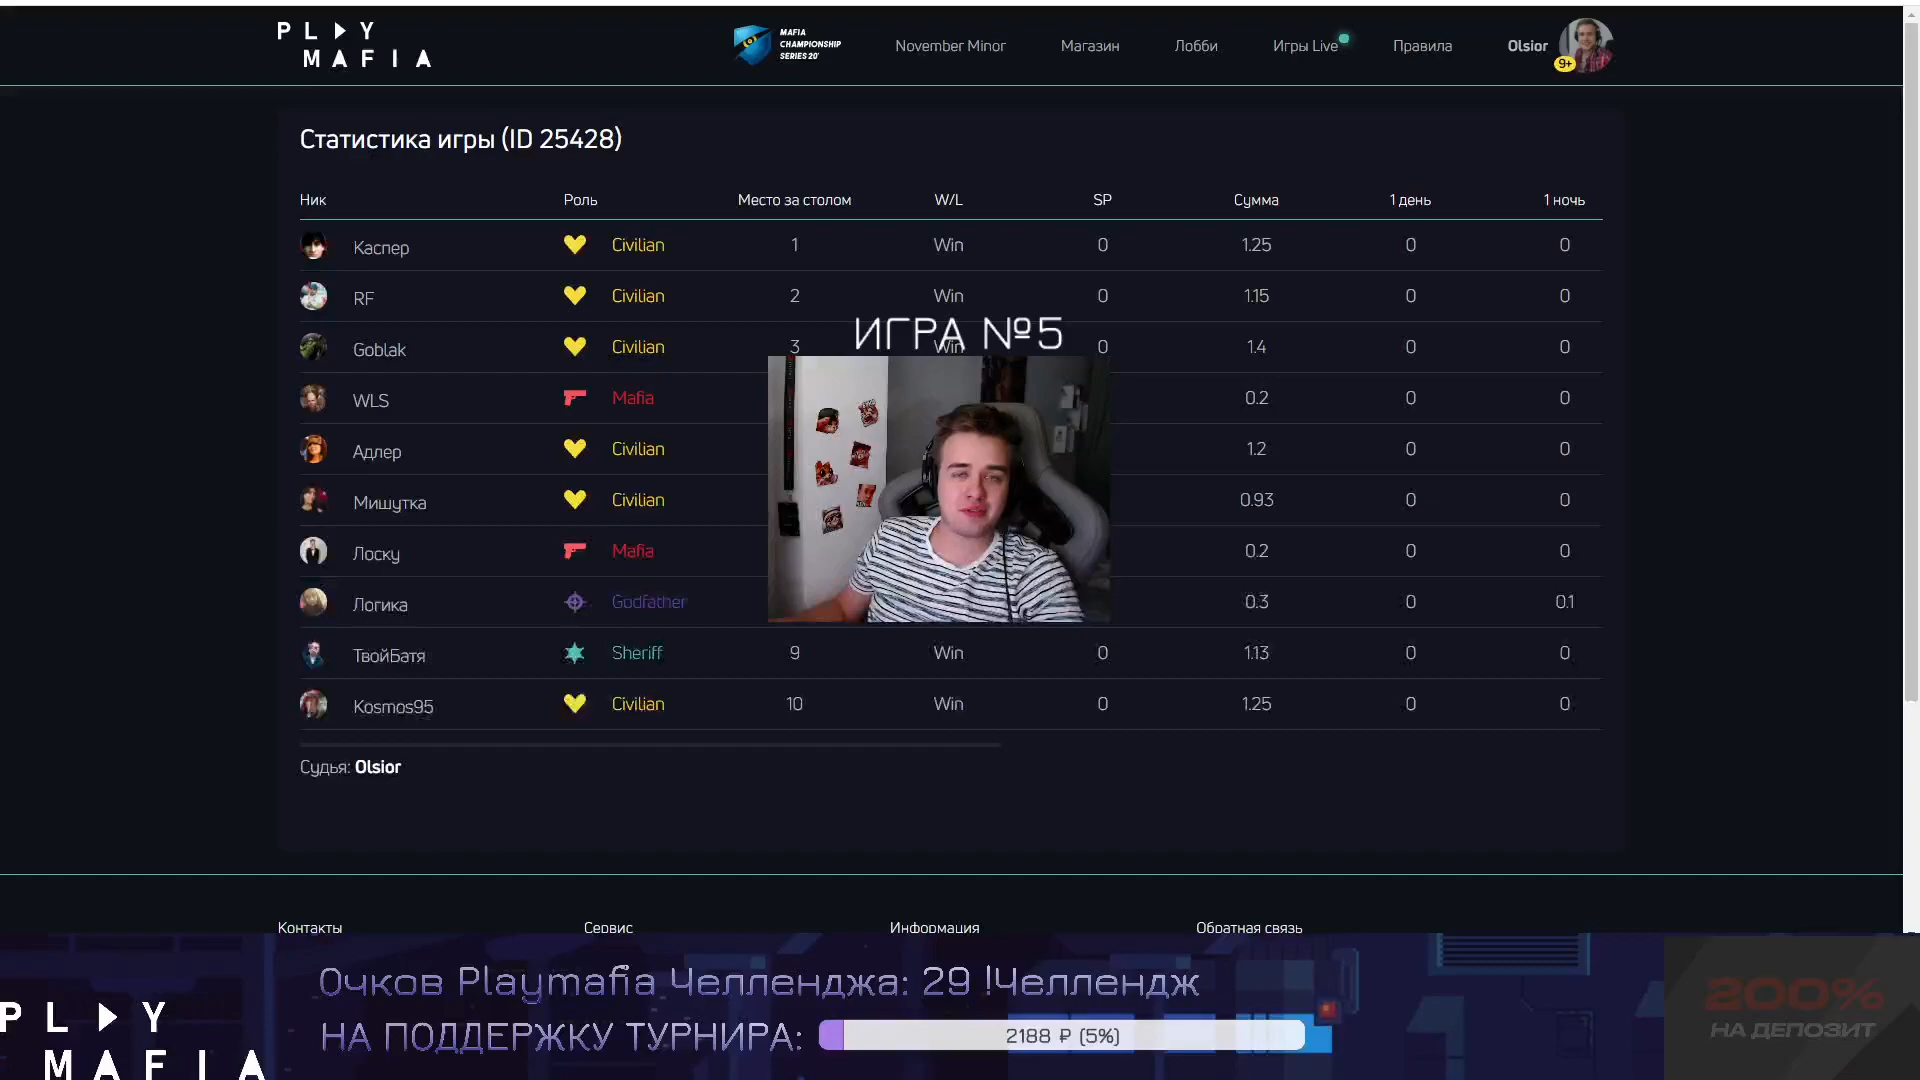 PLAY
MAFIA
MAFIA
CHAMPIONSHIP
SERIES 20'
November Minor
Магазин
Лобби
Игры Live
Правила
Olsior
9+
Статистика игры (ID 25428)
Ник Роль Место за столом W/L SP Сумма 1 день 1 ночь
Каспер Civilian 1 Win 0 1.25 0 0
RF Civilian 2 Win 0 1.15 0 0
ИГРА №5
Goblak Civilian 3 Win 0 1.4 0 0
WLS Mafia 0.2 0 0
Адлер Civilian 1.2 0 0
Мишутка Civilian 0.93 0 0
Лоску Mafia 0.2 0 0
Логика Godfather 0.3 0 0.1
ТвойБатя Sheriff 9 Win 0 1.13 0 0
Kosmos95 Civilian 10 Win 0 1.25 0 0
Судья: Olsior
Контакты Сервис Информация Обратная связь
Очков Playmafia Челленджа: 29 !Челлендж
НА ПОДДЕРЖКУ ТУРНИРА: 2188 ₽ (5%)
PLAY
MAFIA
200%
НА ДЕПОЗИТ